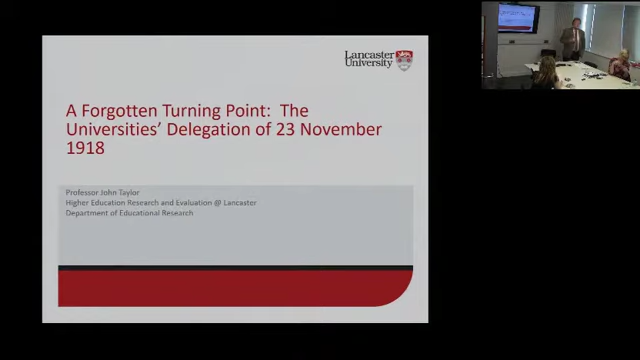 Lancaster
University
A Forgotten Turning Point: The
Universities' Delegation of 23 November
1918
Professor John Taylor
Higher Education Research and Evaluation @ Lancaster
Department of Educational Research